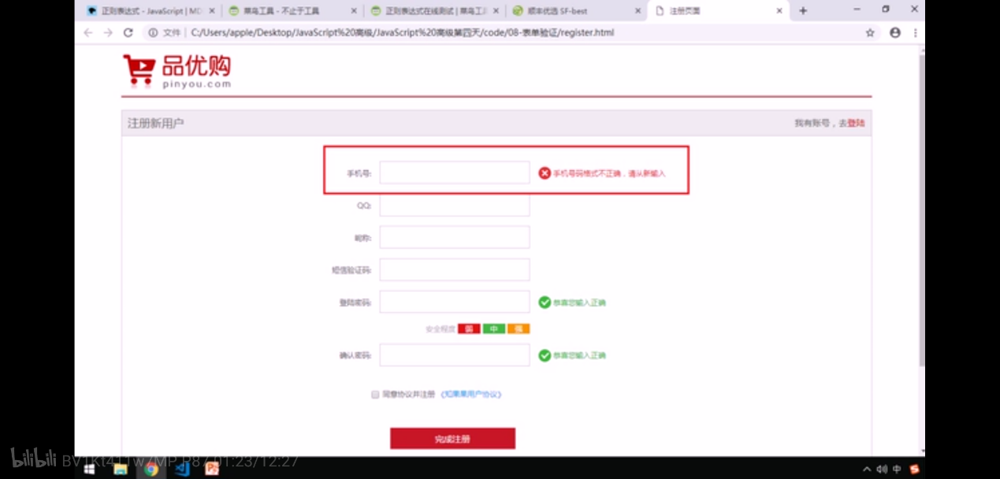 正则表达式 - JavaScript | MD
菜鸟工具 - 不止于工具
正则表达式在线测试 | 菜鸟工具
顺丰优选 SF-best
注册页面
文件 C:/Users/apple/Desktop/JavaScript%20高级/JavaScript%20高级第四天/code/08-表单验证/register.html
品优购
pinyou.com
注册新用户
我有账号，去登陆
手机号:
手机号码格式不正确，请从新输入
QQ:
昵称:
短信验证码:
登陆密码:
恭喜您输入正确
安全程度 弱 中 强
确认密码:
恭喜您输入正确
同意协议并注册 《知果果用户协议》
完成注册
bilibili BV1Kt411w7MP P87 01:23/12:27
中